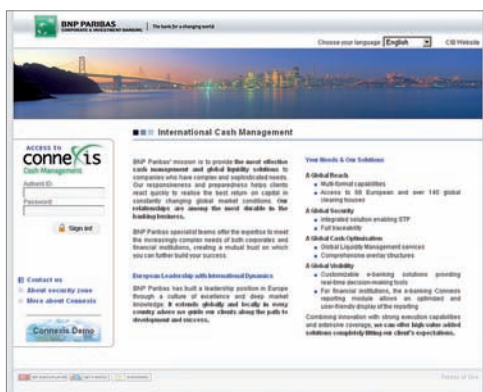 BNP PARIBAS
CORPORATE & INVESTMENT BANKING
The bank for a changing world
Choose your language English CIB Website
International Cash Management
ACCESS TO
connexis
Cash Management
Password
Sign in!
Contact us
About security zone
More about Connexis
Connexis Demo
BNP Paribas' mission is to provide the most effective
cash management and global liquidity solutions to
companies who have complex and sophisticated needs.
Our responsiveness and preparedness helps clients
react quickly to realise the best return on capital in
constantly changing global market conditions. Our
relationships are among the most durable in the
banking business.
BNP Paribas specialist teams offer the expertise to meet
the increasingly complex needs of both corporates and
financial institutions, creating a mutual trust on which
you can further build your success.
European Leadership with International Dynamics
BNP Paribas has built a leadership position in Europe
through a culture of excellence and deep market
knowledge. It extends globally and locally in every
country where we guide our clients along the path to
development and success.
Your Needs & Our Solutions
A Global Reach
Multi-format capabilities
Access to European and over 140 global
clearing houses
A Global Security
Integrated solution enabling STP
Full traceability
A Global Cash Optimisation
Global Liquidity Management services
Comprehensive overlay structures
A Global Visibility
Customizable e-banking solutions providing
real-time decision-making tools
For financial institutions, the e-banking Connexis
reporting module allows an optimized and
user-friendly display of the reporting
Combining innovation with strong execution capabilities
and extensive coverage, we can offer high value added
solutions completely fitting our client's expectations.
Terms of Use